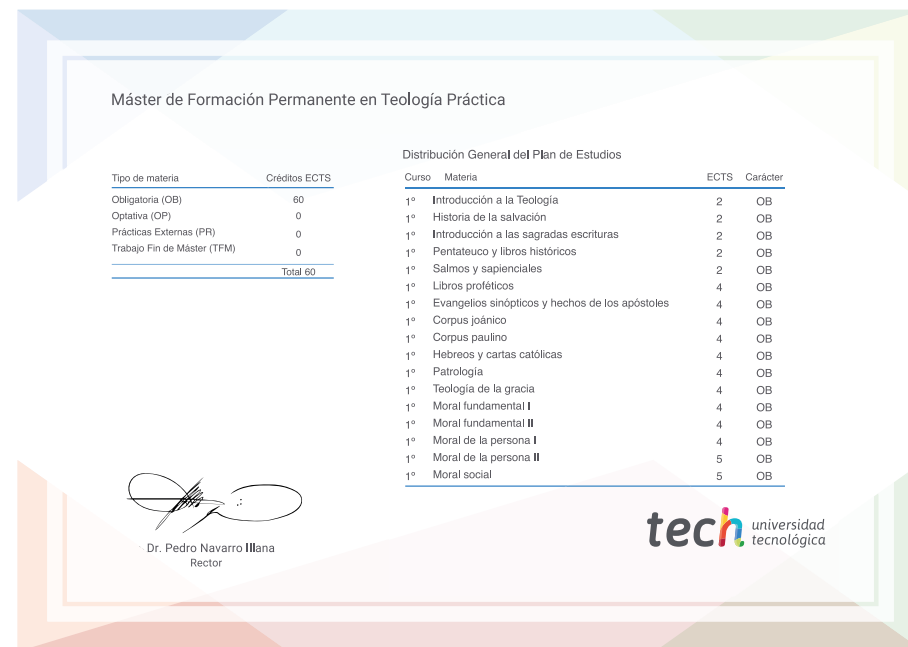 Máster de Formación Permanente en Teología Práctica
Tipo de materia Créditos ECTS
Obligatoria (OB) 60
Optativa (OP) 0
Prácticas Externas (PR) 0
Trabajo Fin de Máster (TFM) 0
Total 60
Distribución General del Plan de Estudios
Curso Materia ECTS Carácter
1º Introducción a la Teología 2 OB
1º Historia de la salvación 2 OB
1º Introducción a las sagradas escrituras 2 OB
1º Pentateuco y libros históricos 2 OB
1º Salmos y sapienciales 2 OB
1º Libros proféticos 4 OB
1º Evangelios sinópticos y hechos de los apóstoles 4 OB
1º Corpus joánico 4 OB
1º Corpus paulino 4 OB
1º Hebreos y cartas católicas 4 OB
1º Patrología 4 OB
1º Teología de la gracia 4 OB
1º Moral fundamental I 4 OB
1º Moral fundamental II 4 OB
1º Moral de la persona I 4 OB
1º Moral de la persona II 5 OB
1º Moral social 5 OB
Dr. Pedro Navarro Illana
Rector
tech universidad
tecnológica